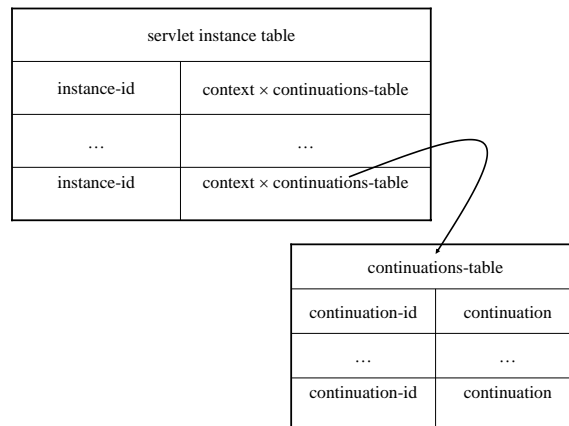 servlet instance table
instance-id context × continuations-table
… …
instance-id context × continuations-table
continuations-table
continuation-id continuation
… …
continuation-id continuation